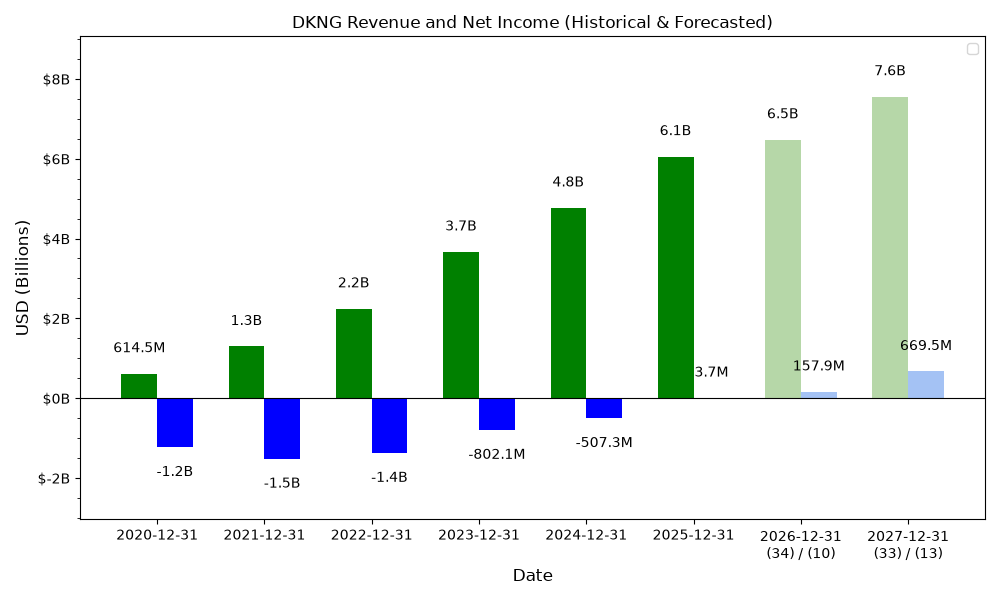 DKNG Revenue and Net Income (Historical & Forecasted)
USD (Billions)
$8B
$6B
$4B
$2B
$0B
$-2B
614.5M
1.3B
2.2B
3.7B
4.8B
6.1B
6.5B
7.6B
-1.2B
-1.5B
-1.4B
-802.1M
-507.3M
3.7M
157.9M
669.5M
2020-12-31
2021-12-31
2022-12-31
2023-12-31
2024-12-31
2025-12-31
2026-12-31
(34) / (10)
2027-12-31
(33) / (13)
Date